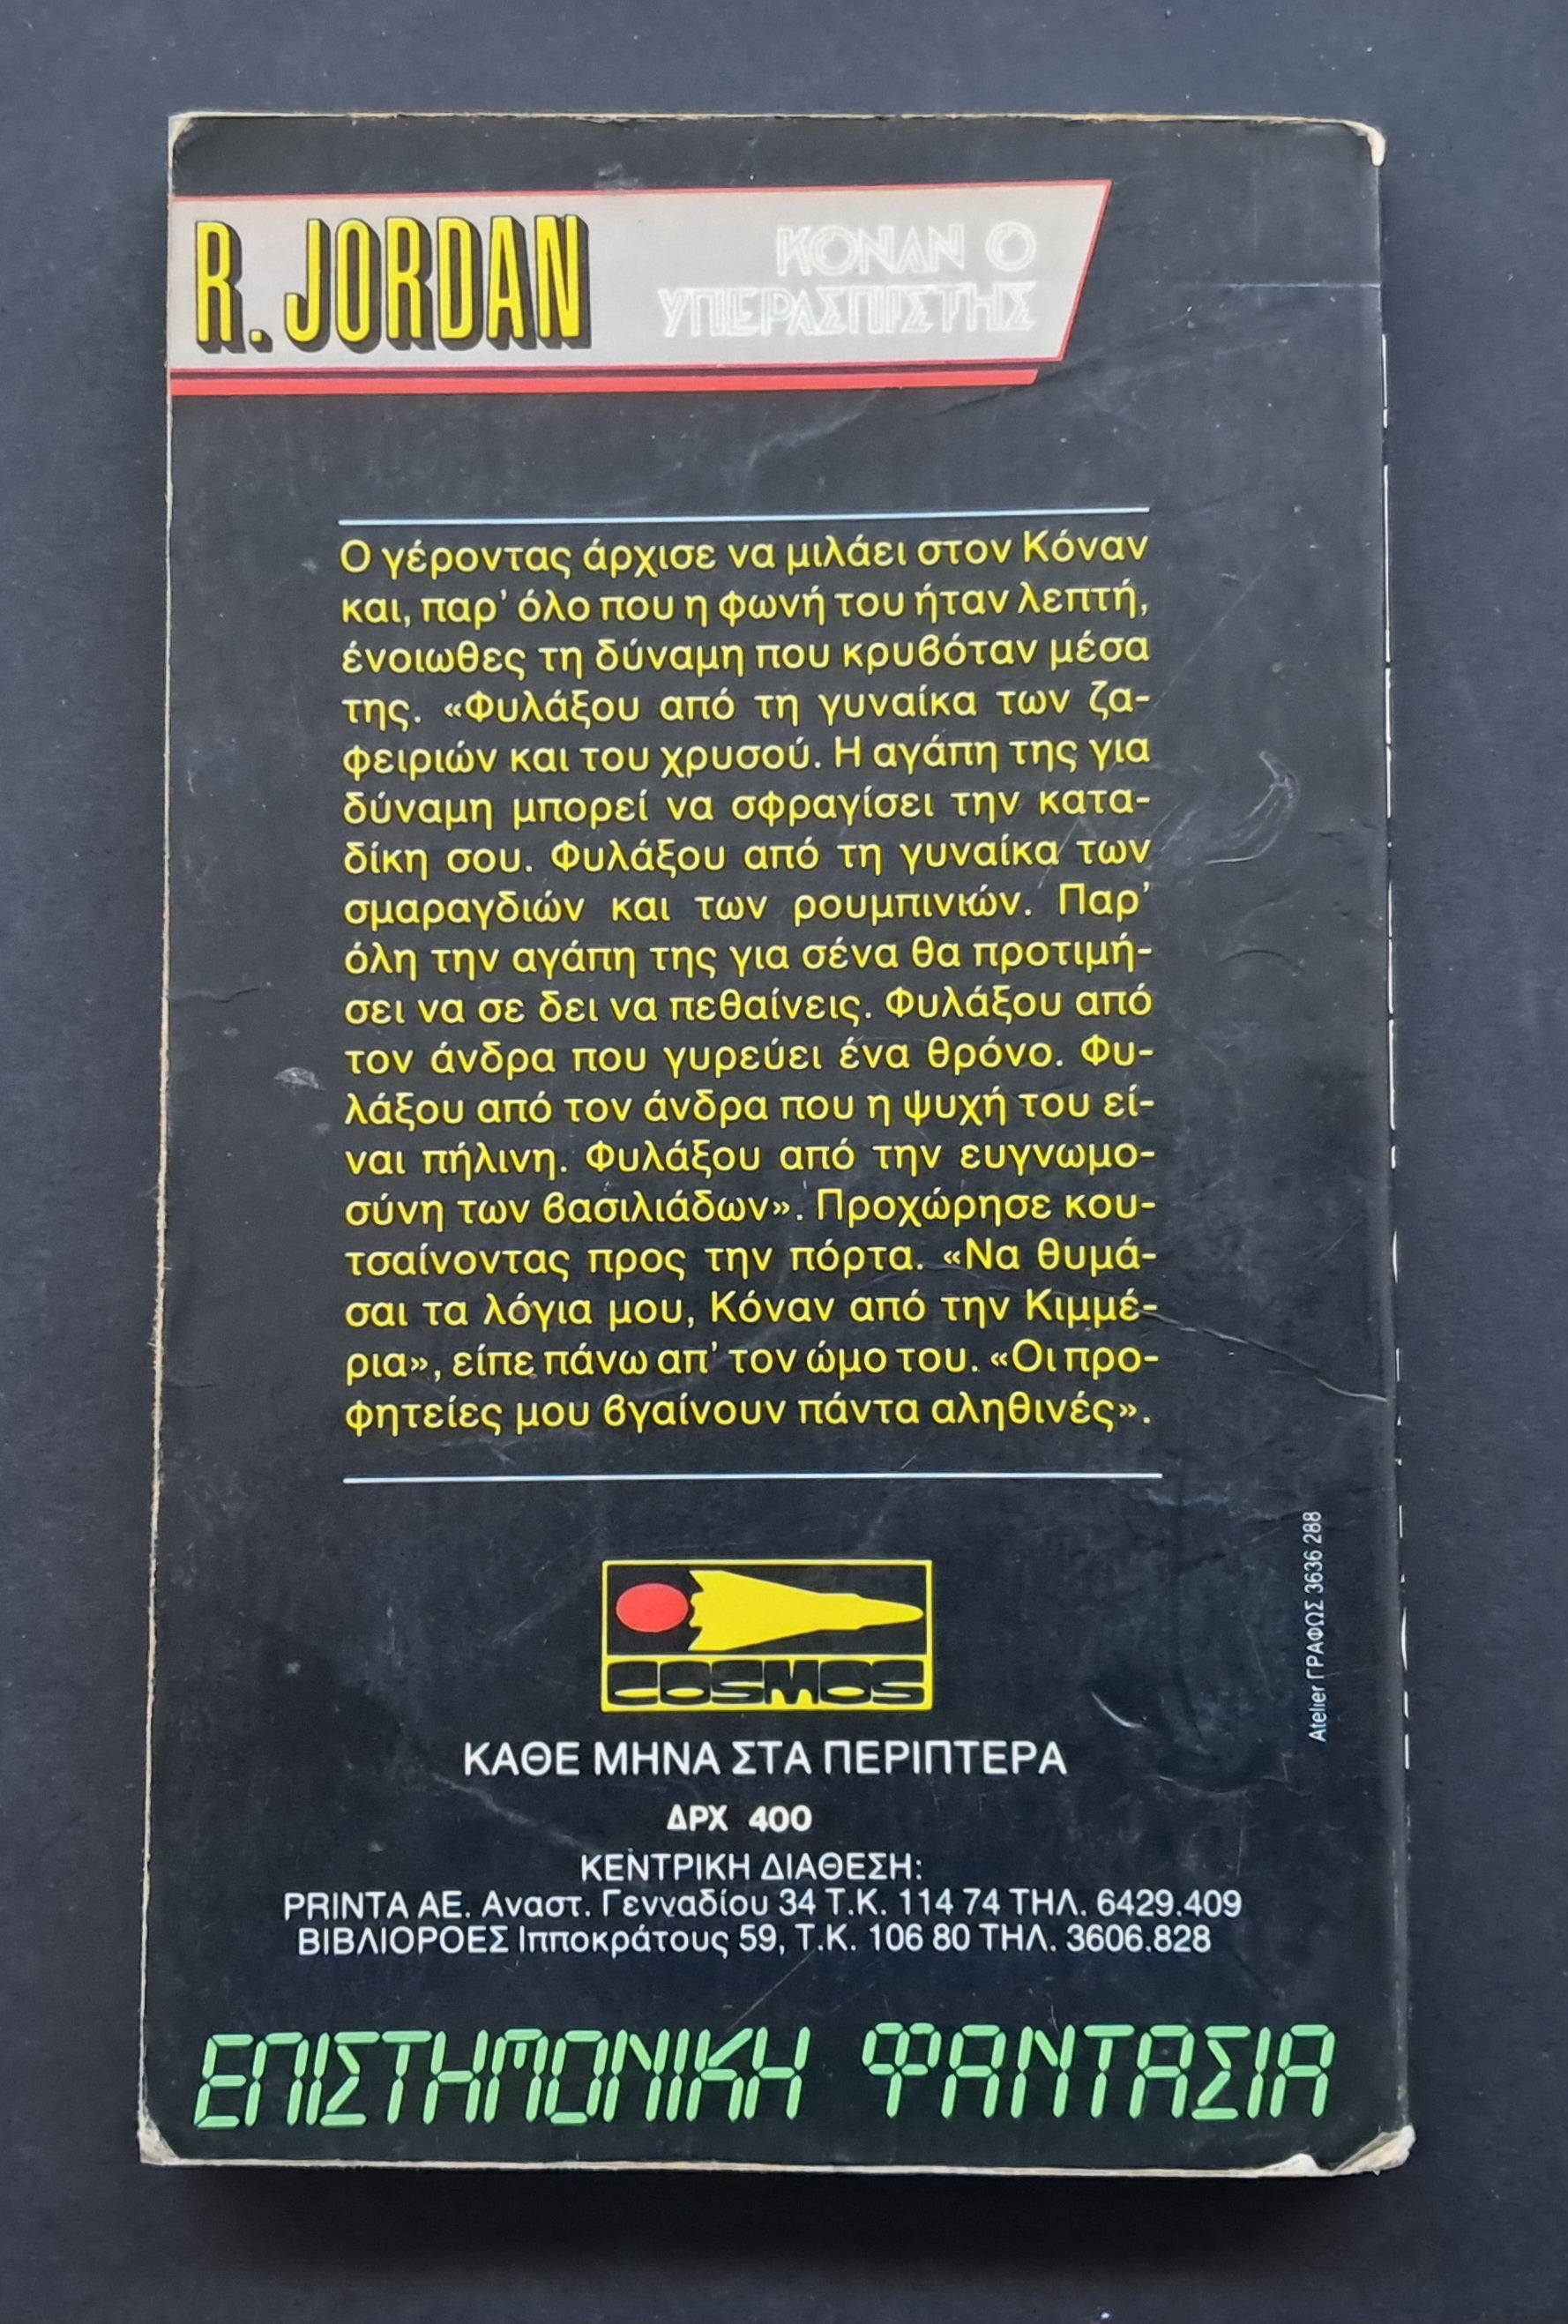 R. JORDAN
ΚΟΝΑΝ Ο
ΥΠΕΡΑΣΠΙΣΤΗΣ
Ο γέροντας άρχισε να μιλάει στον Κόναν
και, παρ' όλο που η φωνή του ήταν λεπτή,
ένοιωθες τη δύναμη που κρυβόταν μέσα
της. «Φυλάξου από τη γυναίκα των ζα-
φειριών και του χρυσού. Η αγάπη της για
δύναμη μπορεί να σφραγίσει την κατα-
δίκη σου. Φυλάξου από τη γυναίκα των
σμαραγδιών και των ρουμπινιών. Παρ'
όλη την αγάπη της για σένα θα προτιμή-
σει να σε δει να πεθαίνεις. Φυλάξου από
τον άνδρα που γυρεύει ένα θρόνο. Φυ-
λάξου από τον άνδρα που η ψυχή του εί-
ναι πήλινη. Φυλάξου από την ευγνωμο-
σύνη των βασιλιάδων». Προχώρησε κου-
τσαίνοντας προς την πόρτα. «Να θυμά-
σαι τα λόγια μου, Κόναν από την Κιμμέ-
ρια», είπε πάνω απ' τον ώμο του. «Οι προ-
φητείες μου βγαίνουν πάντα αληθινές».
COSMOS
ΚΑΘΕ ΜΗΝΑ ΣΤΑ ΠΕΡΙΠΤΕΡΑ
ΔΡΧ 400
ΚΕΝΤΡΙΚΗ ΔΙΑΘΕΣΗ:
PRINTA AE. Αναστ. Γενναδίου 34 Τ.Κ. 114 74 ΤΗΛ. 6429.409
ΒΙΒΛΙΟΡΟΕΣ Ιπποκράτους 59, Τ.Κ. 106 80 ΤΗΛ. 3606.828
Atelier ΓΡΑΦΩΣ 3636 288
ΕΠΙΣΤΗΜΟΝΙΚΗ ΦΑΝΤΑΣΙΑ